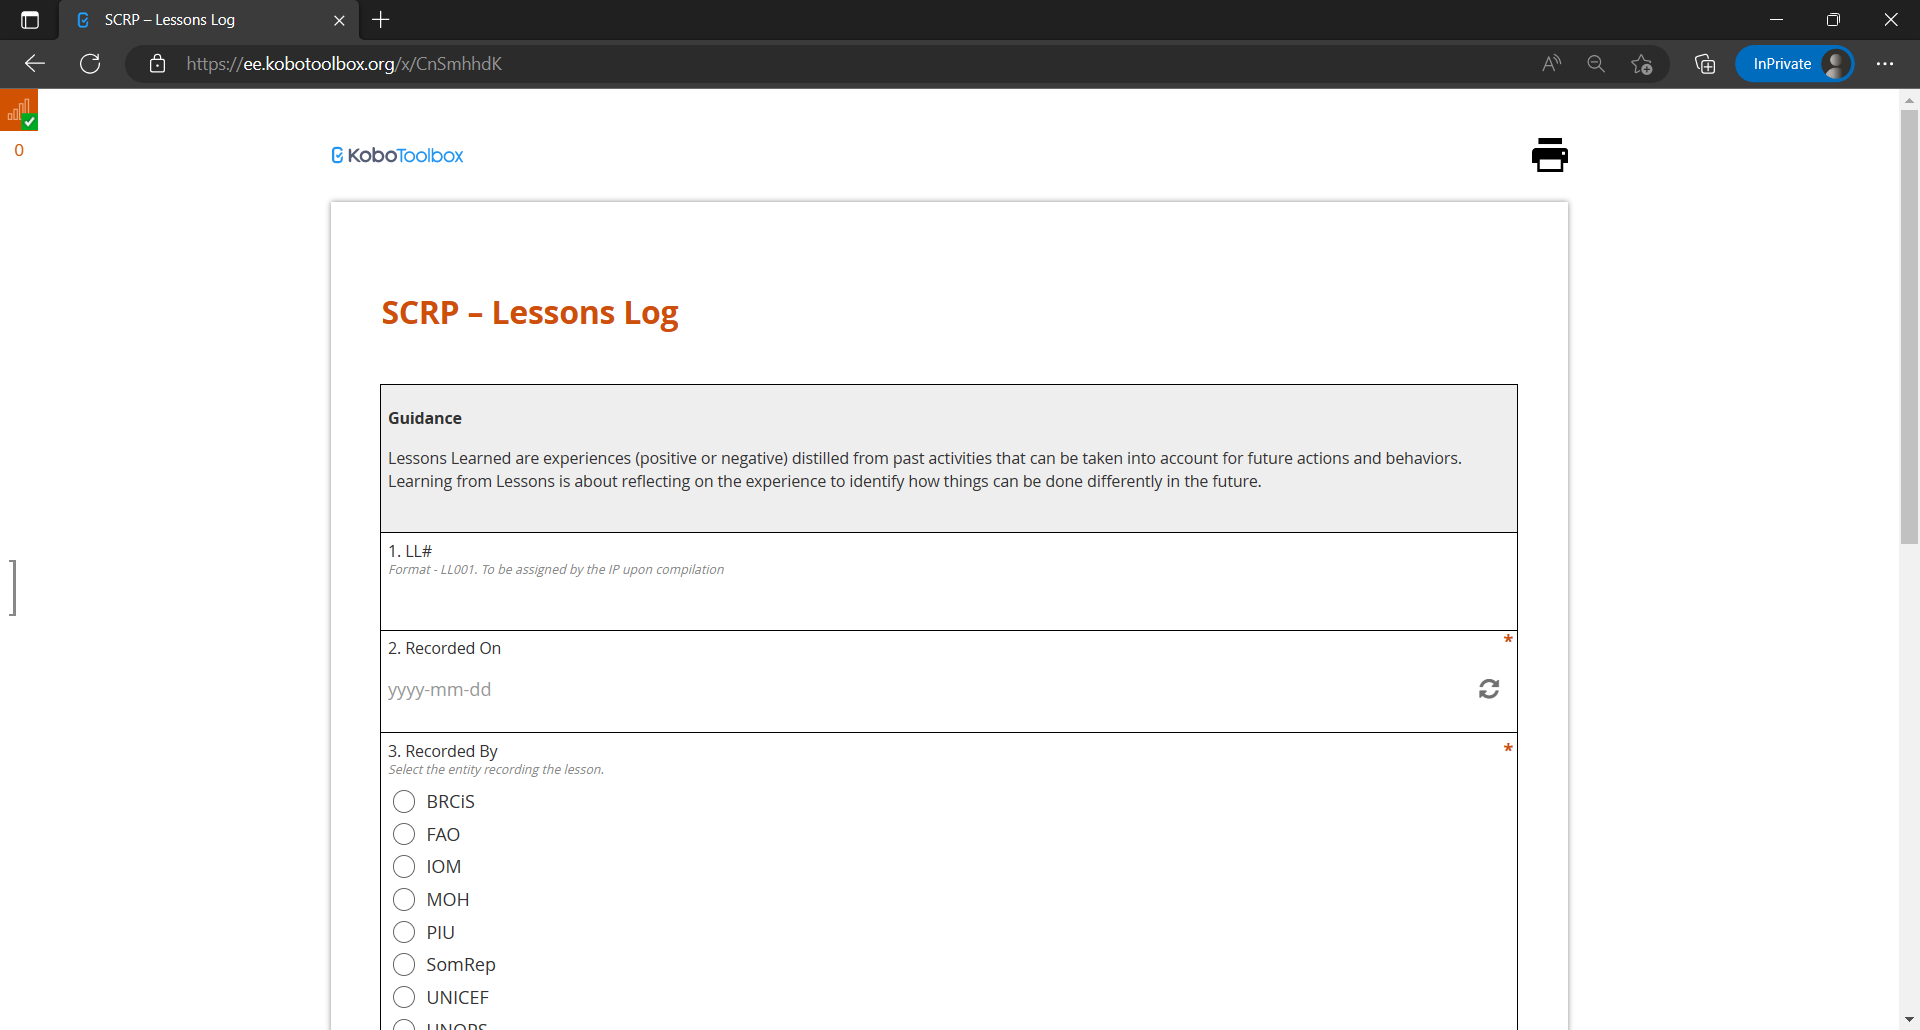 SCRP – Lessons Log
https://ee.kobotoolbox.org/x/CnSmhhdK
InPrivate
0
KoboToolbox
SCRP – Lessons Log
Guidance
Lessons Learned are experiences (positive or negative) distilled from past activities that can be taken into account for future actions and behaviors.
Learning from Lessons is about reflecting on the experience to identify how things can be done differently in the future.
1. LL#
Format - LL001. To be assigned by the IP upon compilation
2. Recorded On
*
yyyy-mm-dd
3. Recorded By
*
Select the entity recording the lesson.
BRCiS
FAO
IOM
MOH
PIU
SomRep
UNICEF
UNOPS